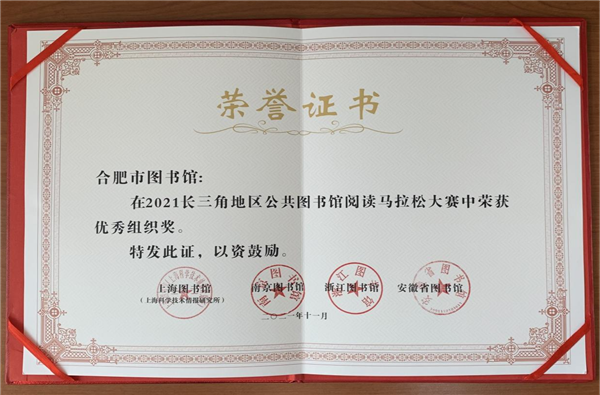 荣誉证书
合肥市图书馆:
在2021长三角地区公共图书馆阅读马拉松大赛中荣获
优秀组织奖。
特发此证，以资鼓励。
上海图书馆 南京图书馆 浙江图书馆 安徽省图书馆
（上海科学技术情报研究所）
二〇二一年十一月